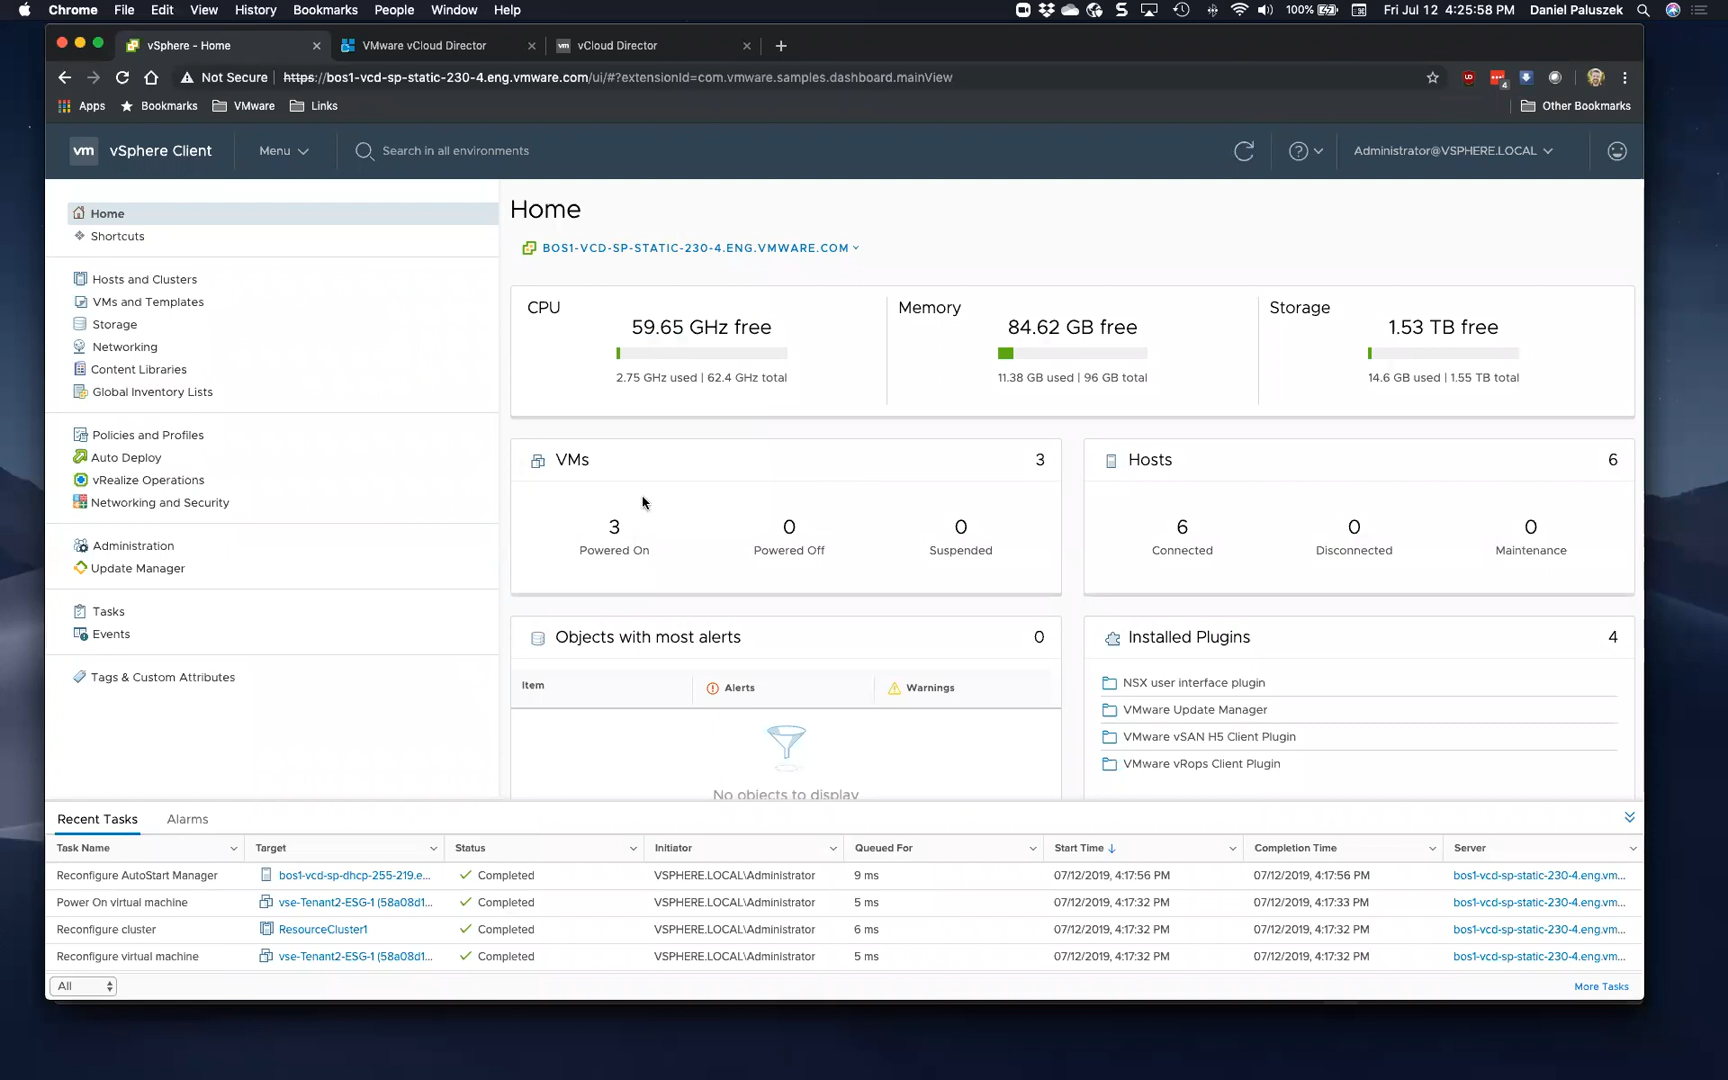 Chrome File Edit View History Bookmarks People Window Help 100% Fri Jul 12 4:25:58 PM Daniel Paluszek
vSphere - Home VMware vCloud Director vm vCloud Director
Not Secure https://bos1-vcd-sp-static-230-4.eng.vmware.com/ui/#?extensionId=com.vmware.samples.dashboard.mainView 4
Apps Bookmarks VMware Links Other Bookmarks
vm vSphere Client Menu Search in all environments Administrator@VSPHERE.LOCAL
Home
Shortcuts
Hosts and Clusters
VMs and Templates
Storage
Networking
Content Libraries
Global Inventory Lists
Policies and Profiles
Auto Deploy
vRealize Operations
Networking and Security
Administration
Update Manager
Tasks
Events
Tags & Custom Attributes
Home
BOS1-VCD-SP-STATIC-230-4.ENG.VMWARE.COM
CPU
59.65 GHz free
2.75 GHz used | 62.4 GHz total
Memory
84.62 GB free
11.38 GB used | 96 GB total
Storage
1.53 TB free
14.6 GB used | 1.55 TB total
VMs 3
3 0 0
Powered On Powered Off Suspended
Hosts 6
6 0 0
Connected Disconnected Maintenance
Objects with most alerts 0
Item Alerts Warnings
No objects to display
Installed Plugins 4
NSX user interface plugin
VMware Update Manager
VMware vSAN H5 Client Plugin
VMware vRops Client Plugin
Recent Tasks Alarms
Task Name Target Status Initiator Queued For Start Time Completion Time Server
Reconfigure AutoStart Manager bos1-vcd-sp-dhcp-255-219.e... Completed VSPHERE.LOCAL\Administrator 9 ms 07/12/2019, 4:17:56 PM 07/12/2019, 4:17:56 PM bos1-vcd-sp-static-230-4.eng.vm...
Power On virtual machine vse-Tenant2-ESG-1 (58a08d1... Completed VSPHERE.LOCAL\Administrator 5 ms 07/12/2019, 4:17:32 PM 07/12/2019, 4:17:33 PM bos1-vcd-sp-static-230-4.eng.vm...
Reconfigure cluster ResourceCluster1 Completed VSPHERE.LOCAL\Administrator 6 ms 07/12/2019, 4:17:32 PM 07/12/2019, 4:17:32 PM bos1-vcd-sp-static-230-4.eng.vm...
Reconfigure virtual machine vse-Tenant2-ESG-1 (58a08d1... Completed VSPHERE.LOCAL\Administrator 5 ms 07/12/2019, 4:17:32 PM 07/12/2019, 4:17:32 PM bos1-vcd-sp-static-230-4.eng.vm...
All More Tasks